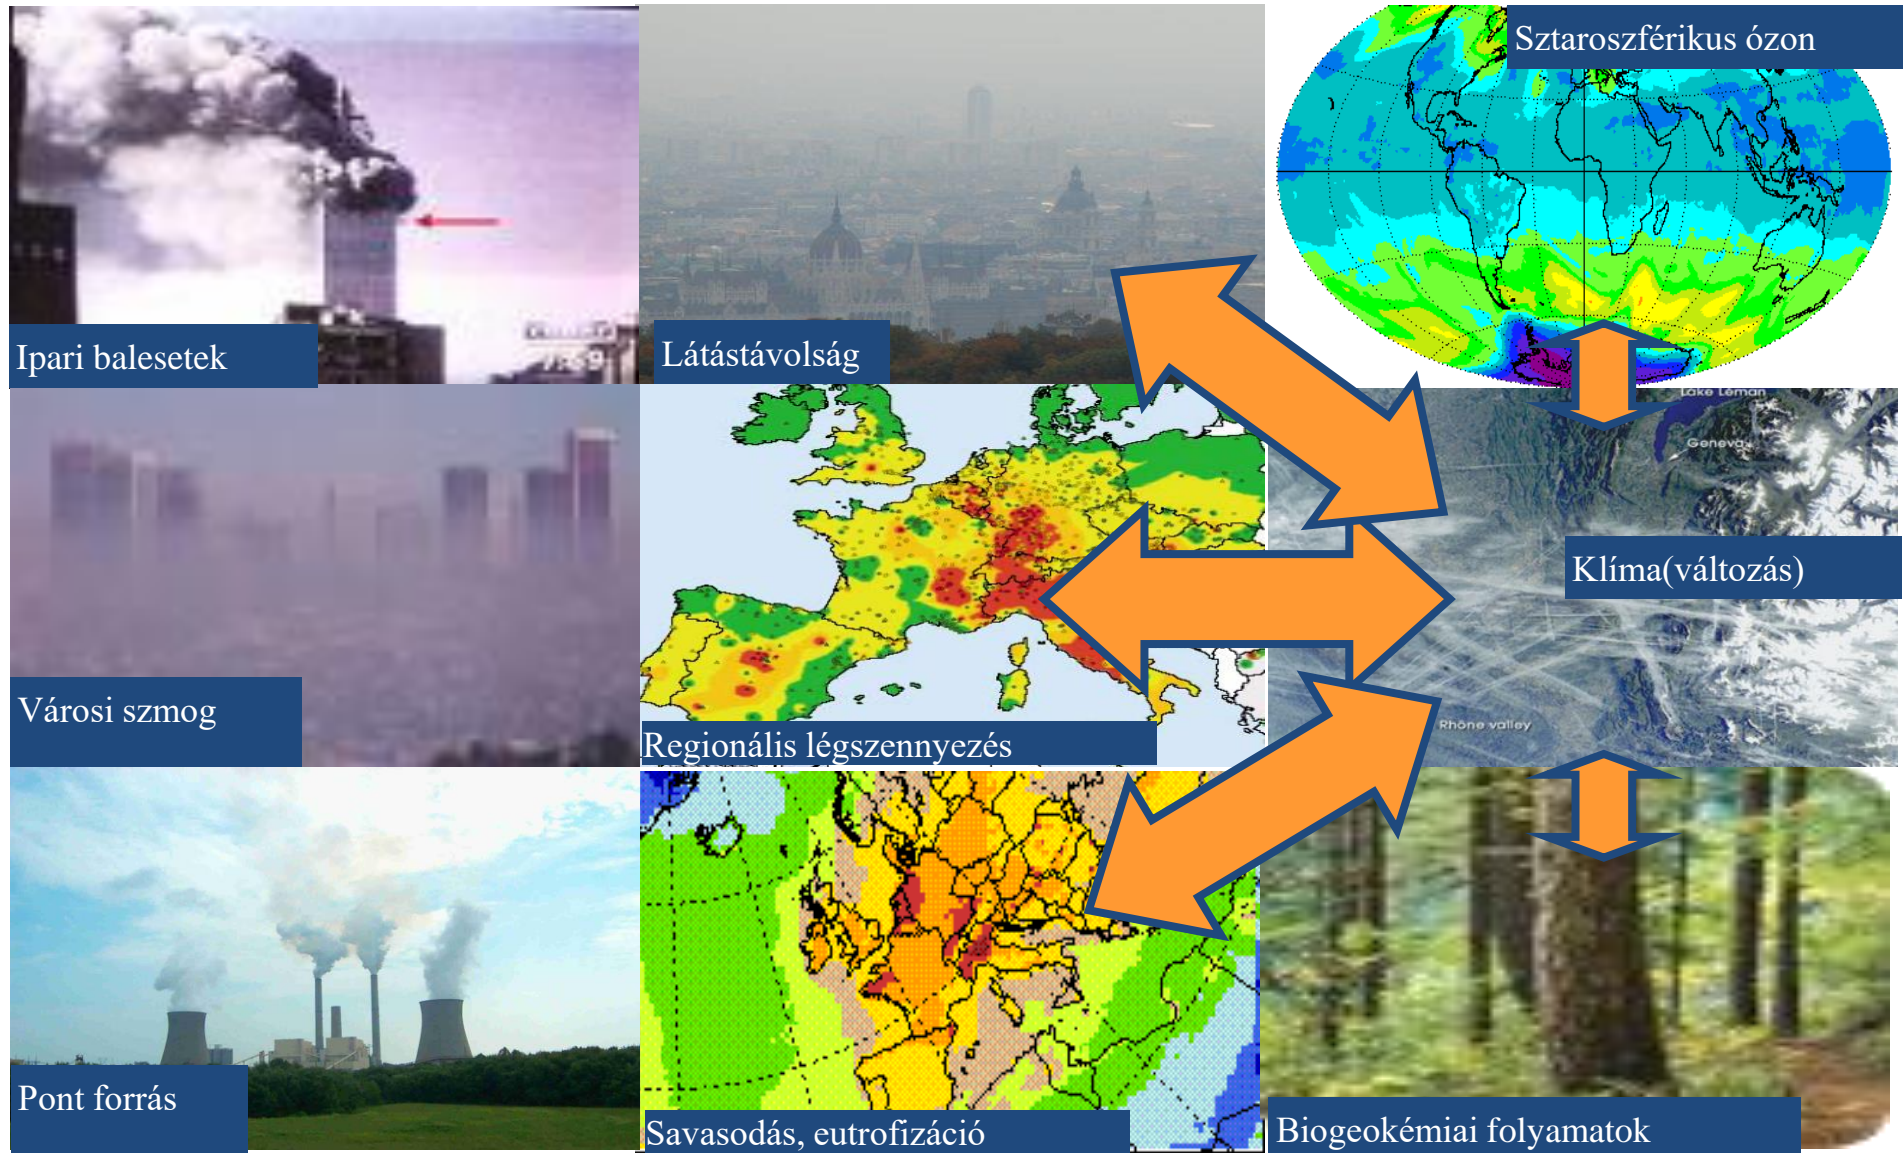 Sztaroszférikus ózon
Ipari balesetek
Látástávolság
Lake Leman
Geneva
Klíma(változás)
Városi szmog
Regionális légszennyezés
Rhône valley
Pont forrás
Savasodás, eutrofizáció
Biogeokémiai folyamatok